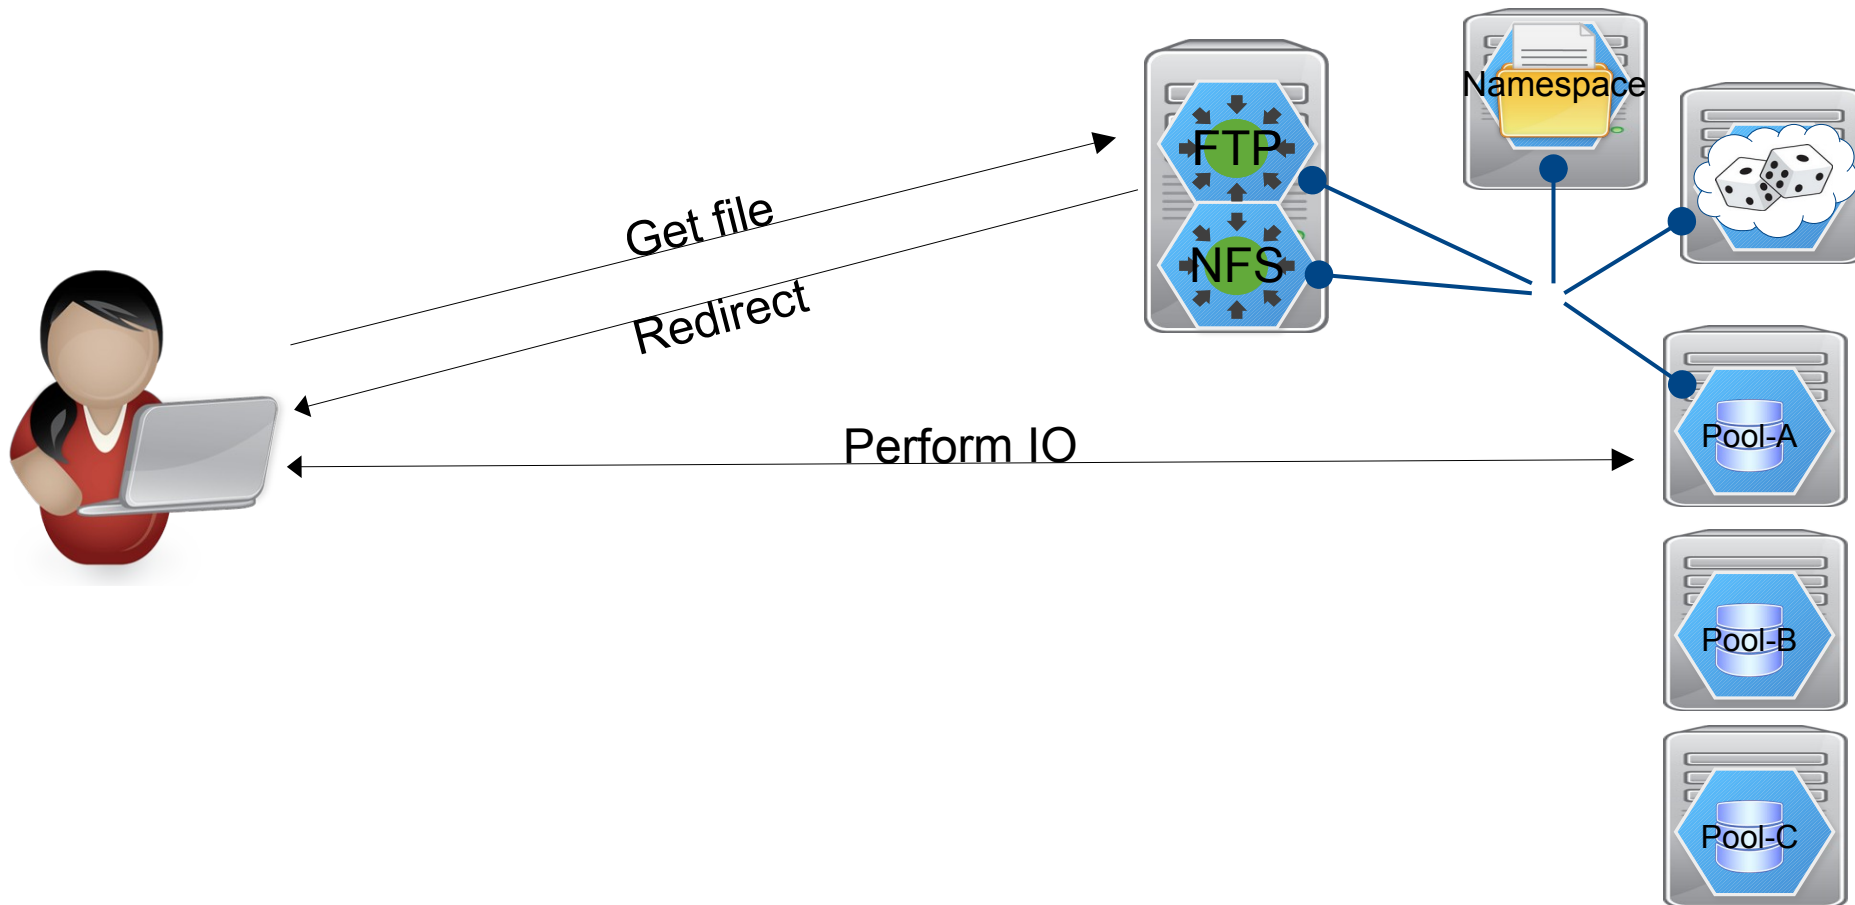 Namespace
FTP
Get file
NFS
Redirect
Perform IO
Pool-A
Pool-B
Pool-C